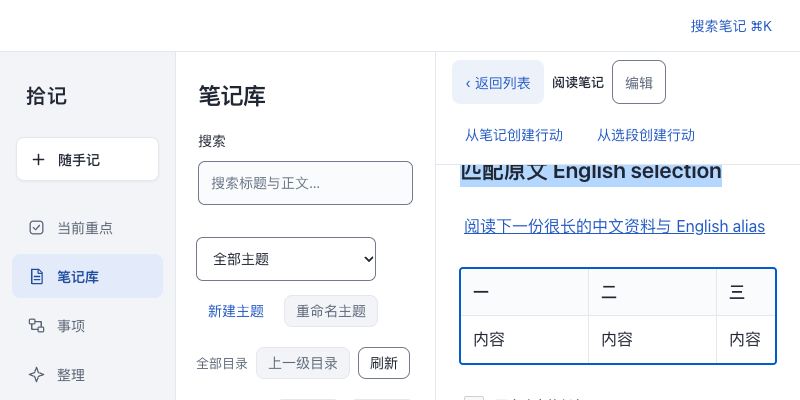 搜索笔记 ⌘K
拾记
+ 随手记
当前重点
笔记库
事项
整理
笔记库
搜索
搜索标题与正文...
全部主题
新建主题 重命名主题
全部目录 上一级目录 刷新
‹ 返回列表 阅读笔记 编辑
从笔记创建行动 从选段创建行动
匹配原文 English selection
阅读下一份很长的中文资料与 English alias
一 二 三
内容 内容 内容